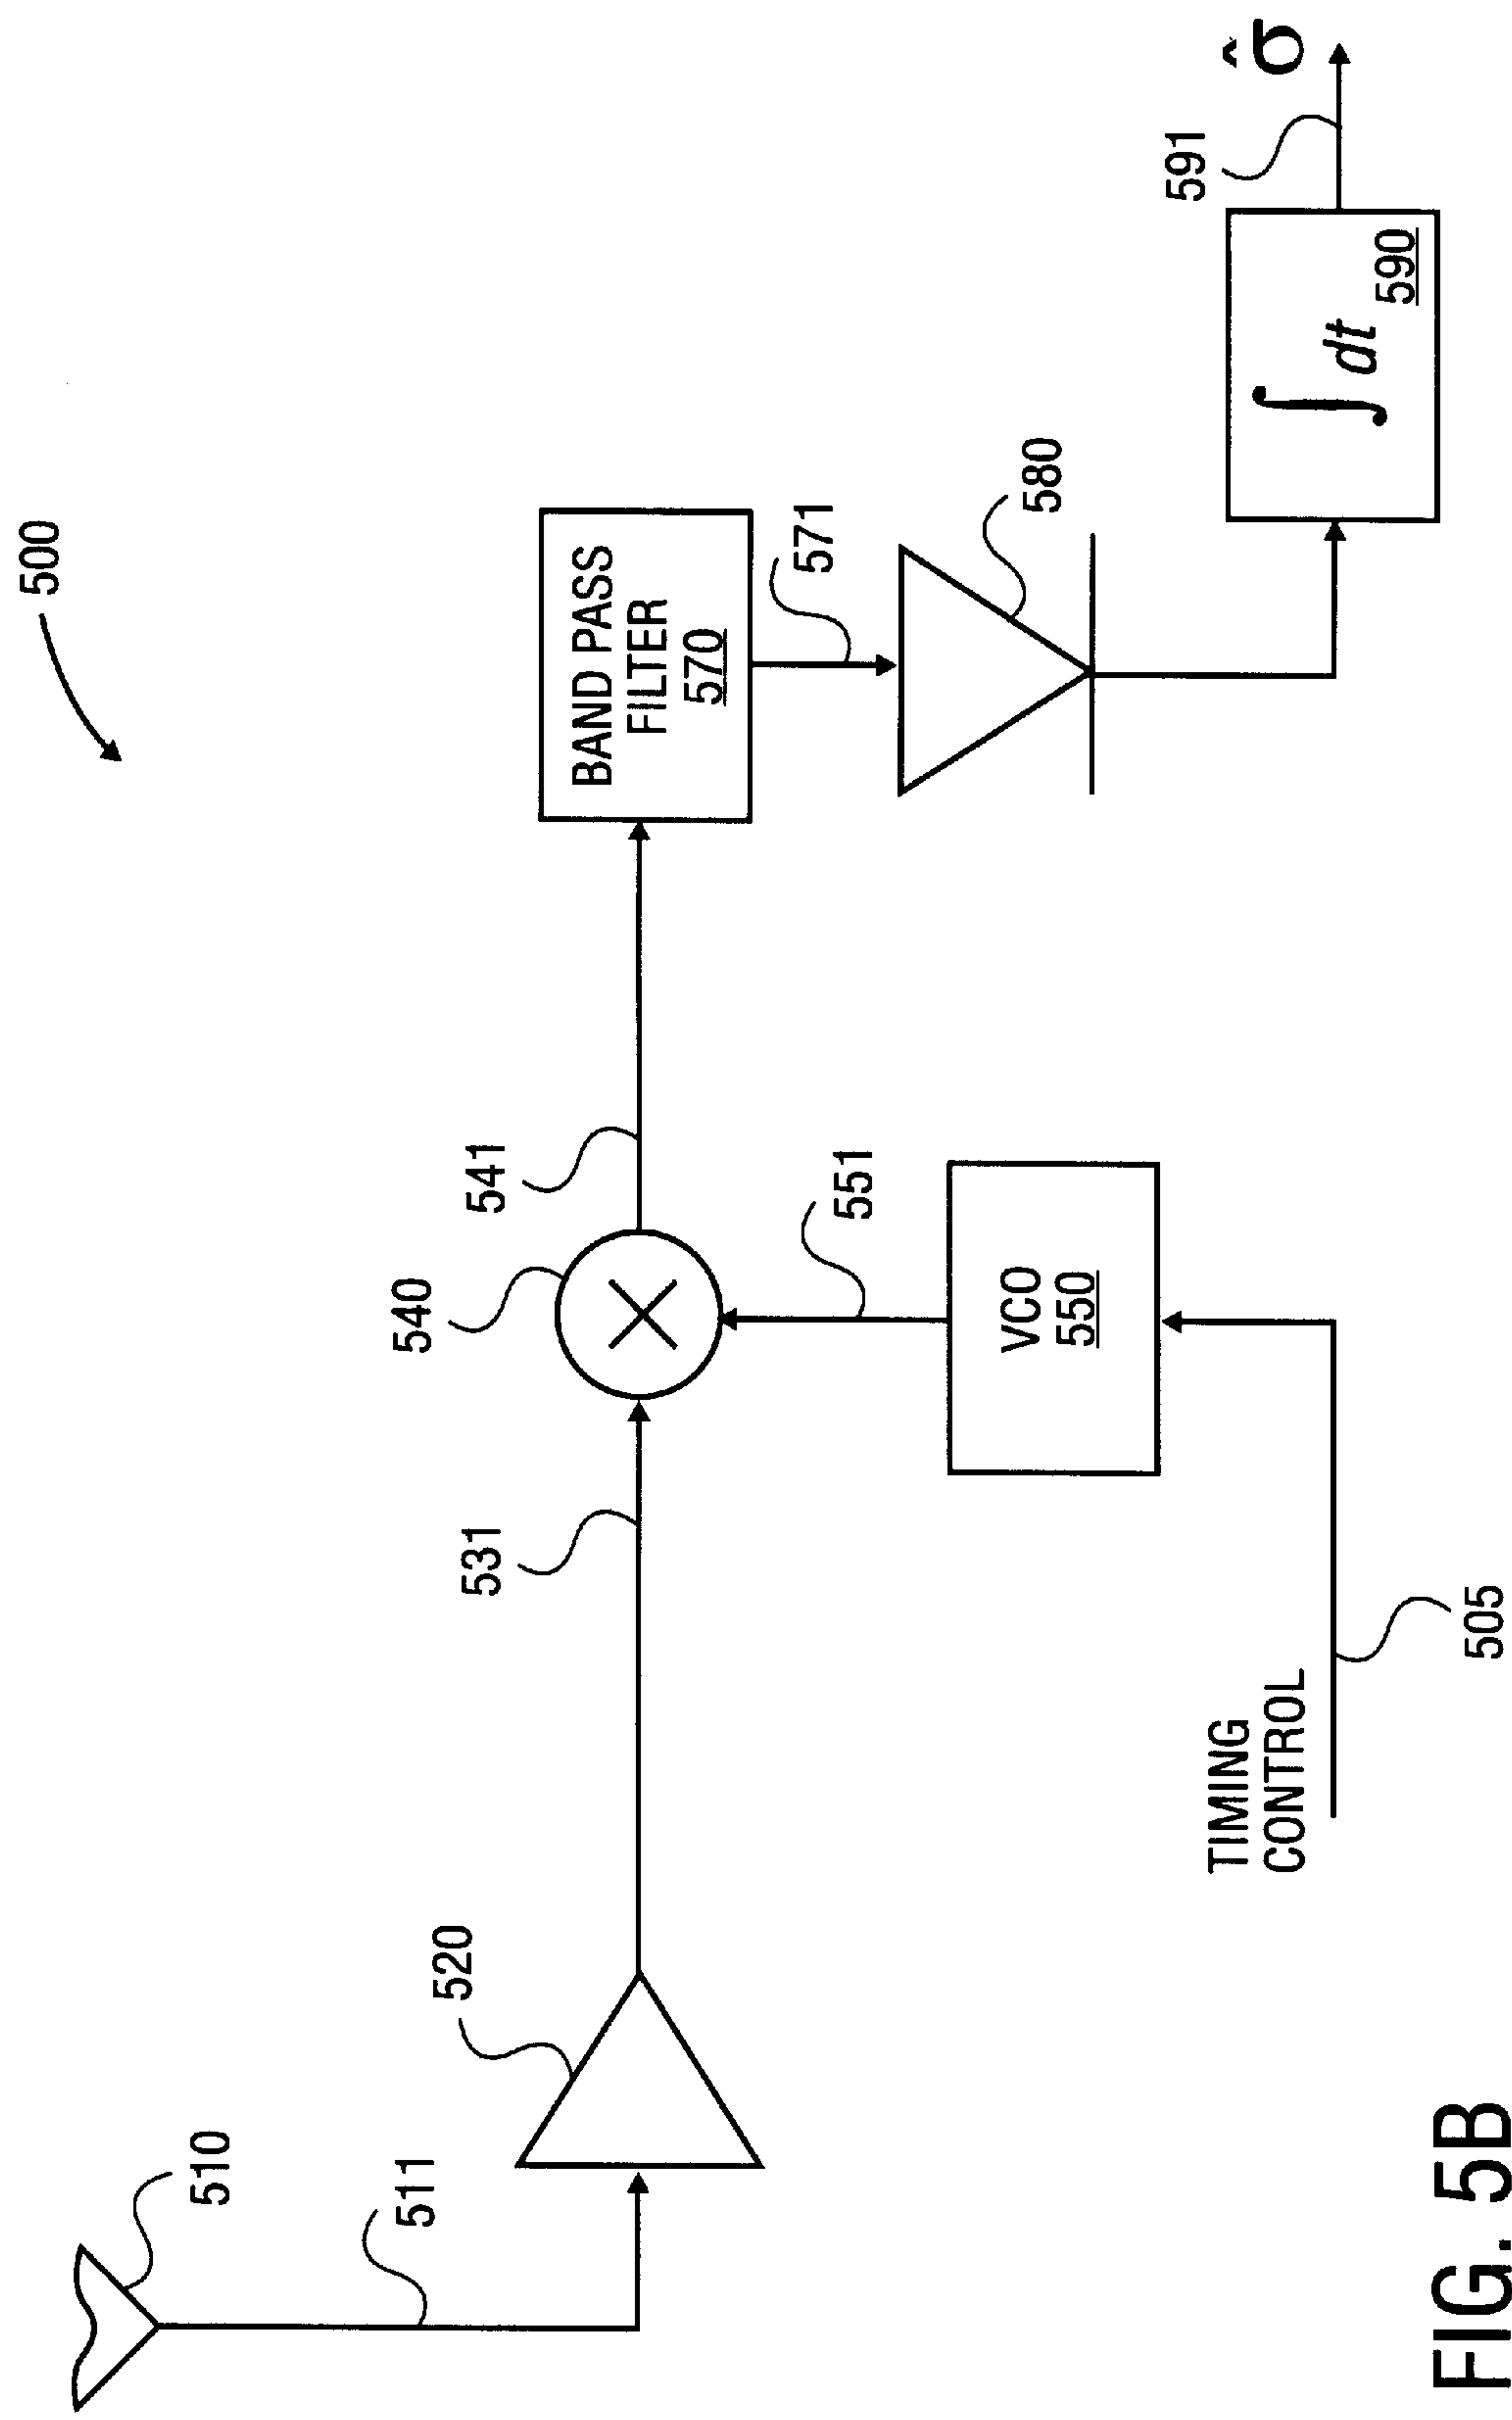 500
510
511
520
531
540
541
551
VCO
550
TIMING
CONTROL
505
BAND PASS
FILTER
570
571
580
∫ dt
590
591
σ̂
FIG. 5B